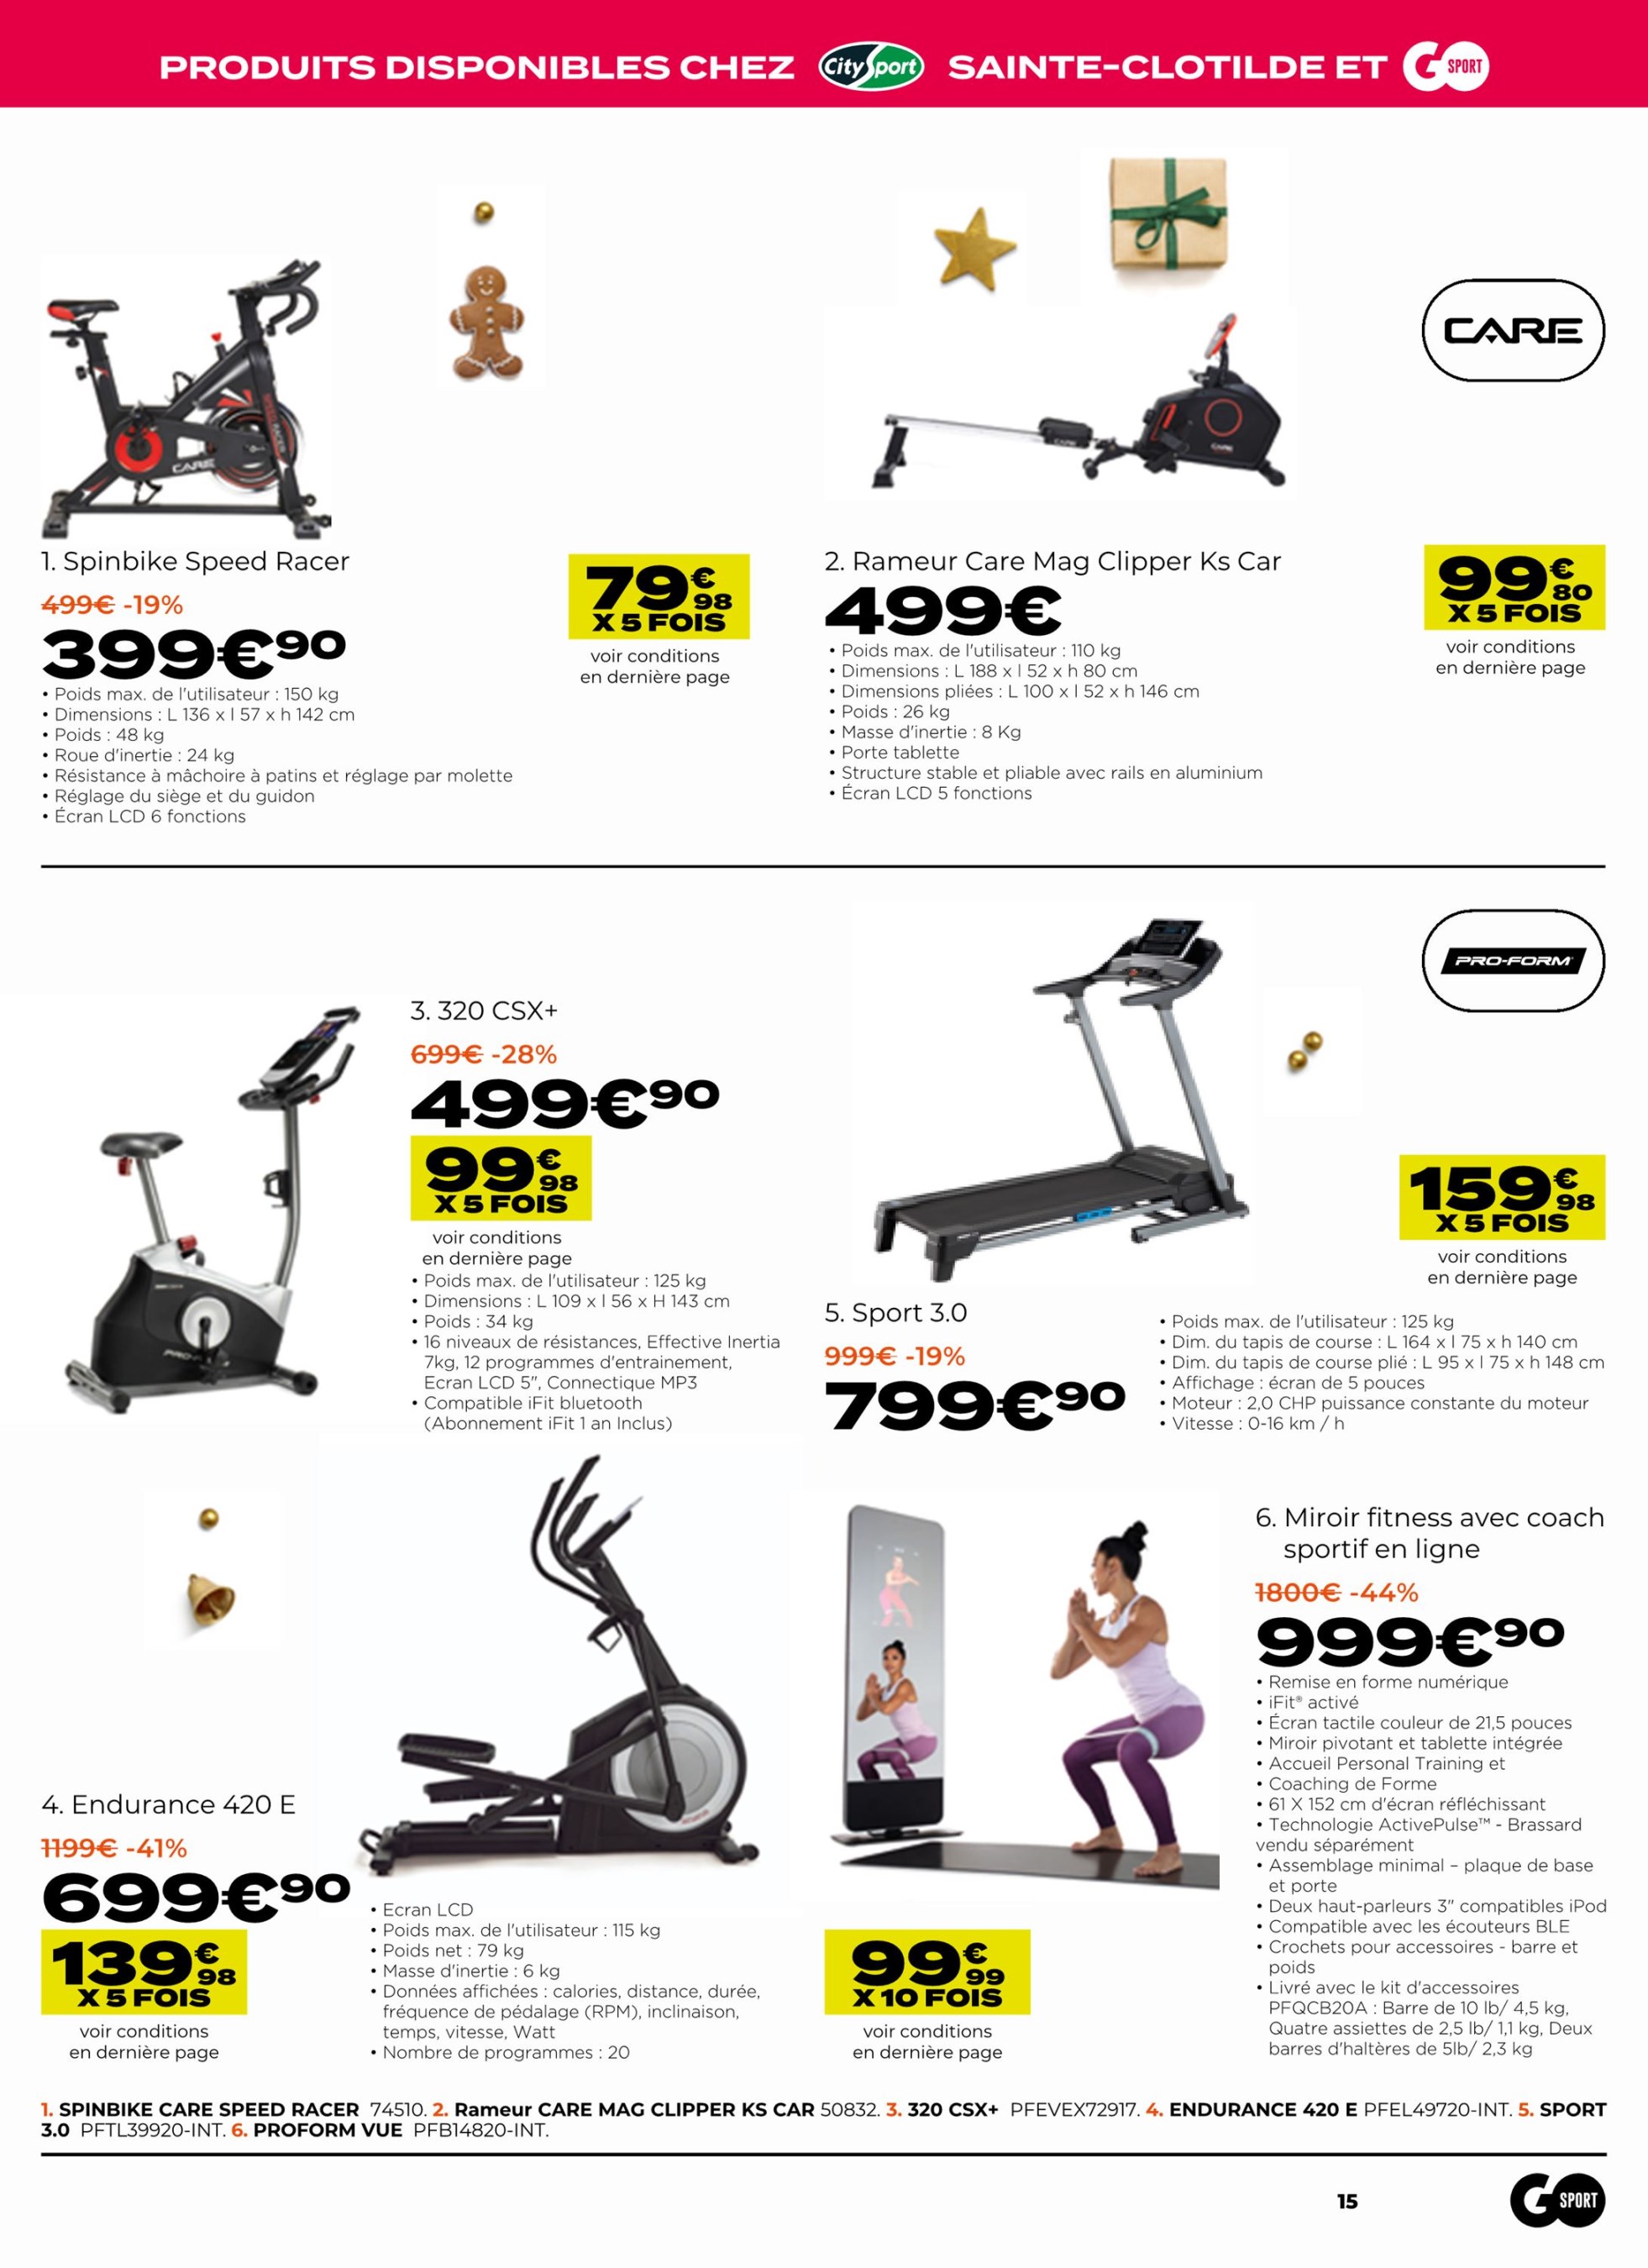 PRODUITS DISPONIBLES CHEZ City Sport SAINTE-CLOTILDE ET GO SPORT
CARE
CARE
1. Spinbike Speed Racer
499€ -19%
399€90
79€98
X 5 FOIS
voir conditions
en dernière page
• Poids max. de l'utilisateur : 150 kg
• Dimensions : L 136 x l 57 x h 142 cm
• Poids : 48 kg
• Roue d'inertie : 24 kg
• Résistance à mâchoire à patins et réglage par molette
• Réglage du siège et du guidon
• Écran LCD 6 fonctions
2. Rameur Care Mag Clipper Ks Car
499€
99€80
X 5 FOIS
voir conditions
en dernière page
• Poids max. de l'utilisateur : 110 kg
• Dimensions : L 188 x l 52 x h 80 cm
• Dimensions pliées : L 100 x l 52 x h 146 cm
• Poids : 26 kg
• Masse d'inertie : 8 Kg
• Porte tablette
• Structure stable et pliable avec rails en aluminium
• Écran LCD 5 fonctions
PRO-FORM
3. 320 CSX+
699€ -28%
499€90
99€98
X 5 FOIS
voir conditions
en dernière page
• Poids max. de l'utilisateur : 125 kg
• Dimensions : L 109 x l 56 x H 143 cm
• Poids : 34 kg
• 16 niveaux de résistances, Effective Inertia
7kg, 12 programmes d'entrainement,
Ecran LCD 5", Connectique MP3
• Compatible iFit bluetooth
(Abonnement iFit 1 an Inclus)
159€98
X 5 FOIS
voir conditions
en dernière page
5. Sport 3.0
999€ -19%
799€90
• Poids max. de l'utilisateur : 125 kg
• Dim. du tapis de course : L 164 x l 75 x h 140 cm
• Dim. du tapis de course plié : L 95 x l 75 x h 148 cm
• Affichage : écran de 5 pouces
• Moteur : 2,0 CHP puissance constante du moteur
• Vitesse : 0-16 km / h
4. Endurance 420 E
1199€ -41%
699€90
139€98
X 5 FOIS
voir conditions
en dernière page
• Ecran LCD
• Poids max. de l'utilisateur : 115 kg
• Poids net : 79 kg
• Masse d'inertie : 6 kg
• Données affichées : calories, distance, durée,
fréquence de pédalage (RPM), inclinaison,
temps, vitesse, Watt
• Nombre de programmes : 20
99€99
X 10 FOIS
voir conditions
en dernière page
6. Miroir fitness avec coach
sportif en ligne
1800€ -44%
999€90
• Remise en forme numérique
• iFit® activé
• Écran tactile couleur de 21,5 pouces
• Miroir pivotant et tablette intégrée
• Accueil Personal Training et
• Coaching de Forme
• 61 X 152 cm d'écran réfléchissant
• Technologie ActivePulse™ - Brassard
vendu séparément
• Assemblage minimal – plaque de base
et porte
• Deux haut-parleurs 3" compatibles iPod
• Compatible avec les écouteurs BLE
• Crochets pour accessoires - barre et
poids
• Livré avec le kit d'accessoires
PFQCB20A : Barre de 10 lb/ 4,5 kg,
Quatre assiettes de 2,5 lb/ 1,1 kg, Deux
barres d'haltères de 5lb/ 2,3 kg
1. SPINBIKE CARE SPEED RACER 74510. 2. Rameur CARE MAG CLIPPER KS CAR 50832. 3. 320 CSX+ PFEVEX72917. 4. ENDURANCE 420 E PFEL49720-INT. 5. SPORT
3.0 PFTL39920-INT. 6. PROFORM VUE PFB14820-INT.
15
GO SPORT